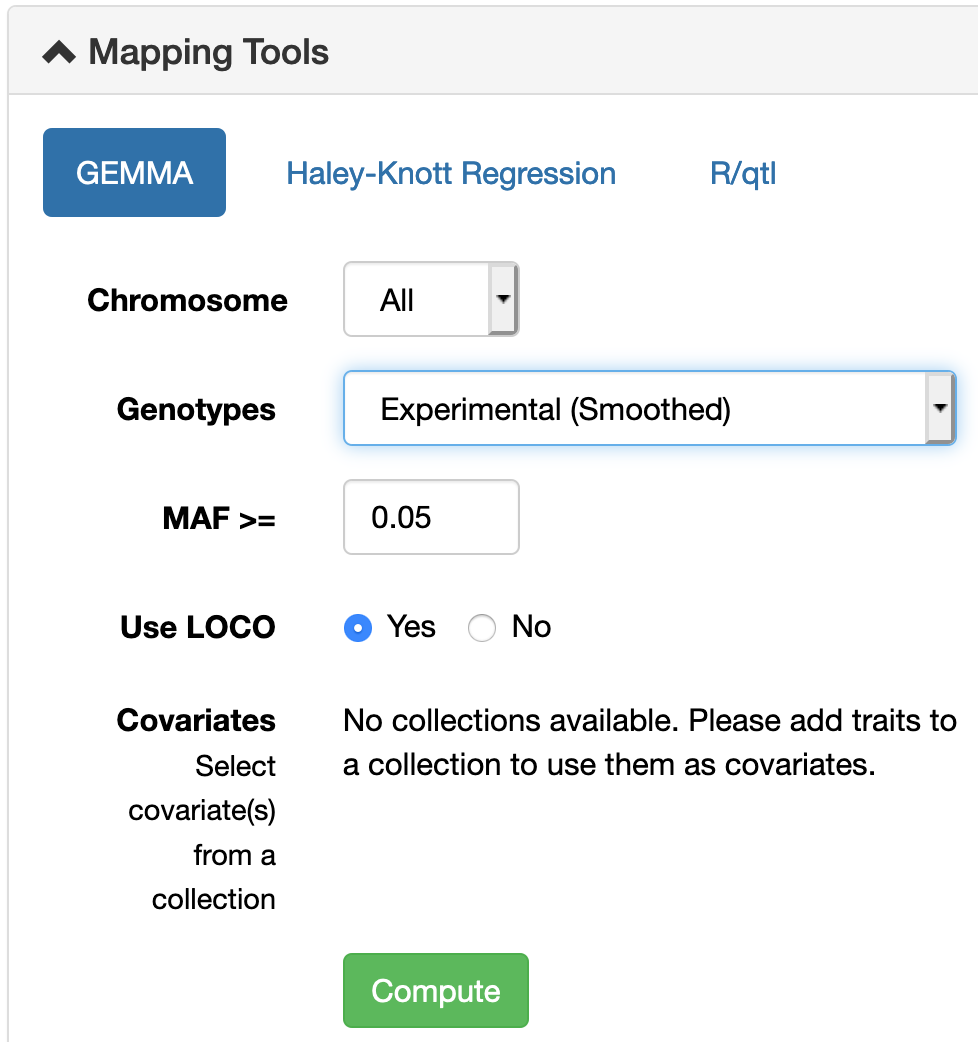 Mapping Tools
GEMMA Haley-Knott Regression R/qtl
Chromosome All
Genotypes Experimental (Smoothed)
MAF >= 0.05
Use LOCO Yes No
Covariates No collections available. Please add traits to
Select a collection to use them as covariates.
covariate(s)
from a
collection
Compute